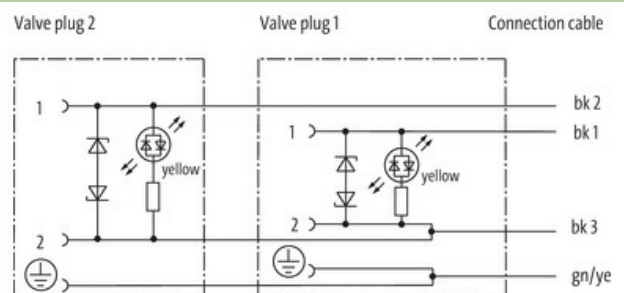 Valve plug 2 Valve plug 1 Connection cable
1 bk 2
1 bk 1
yellow yellow
2 bk 3
2
gn/ye